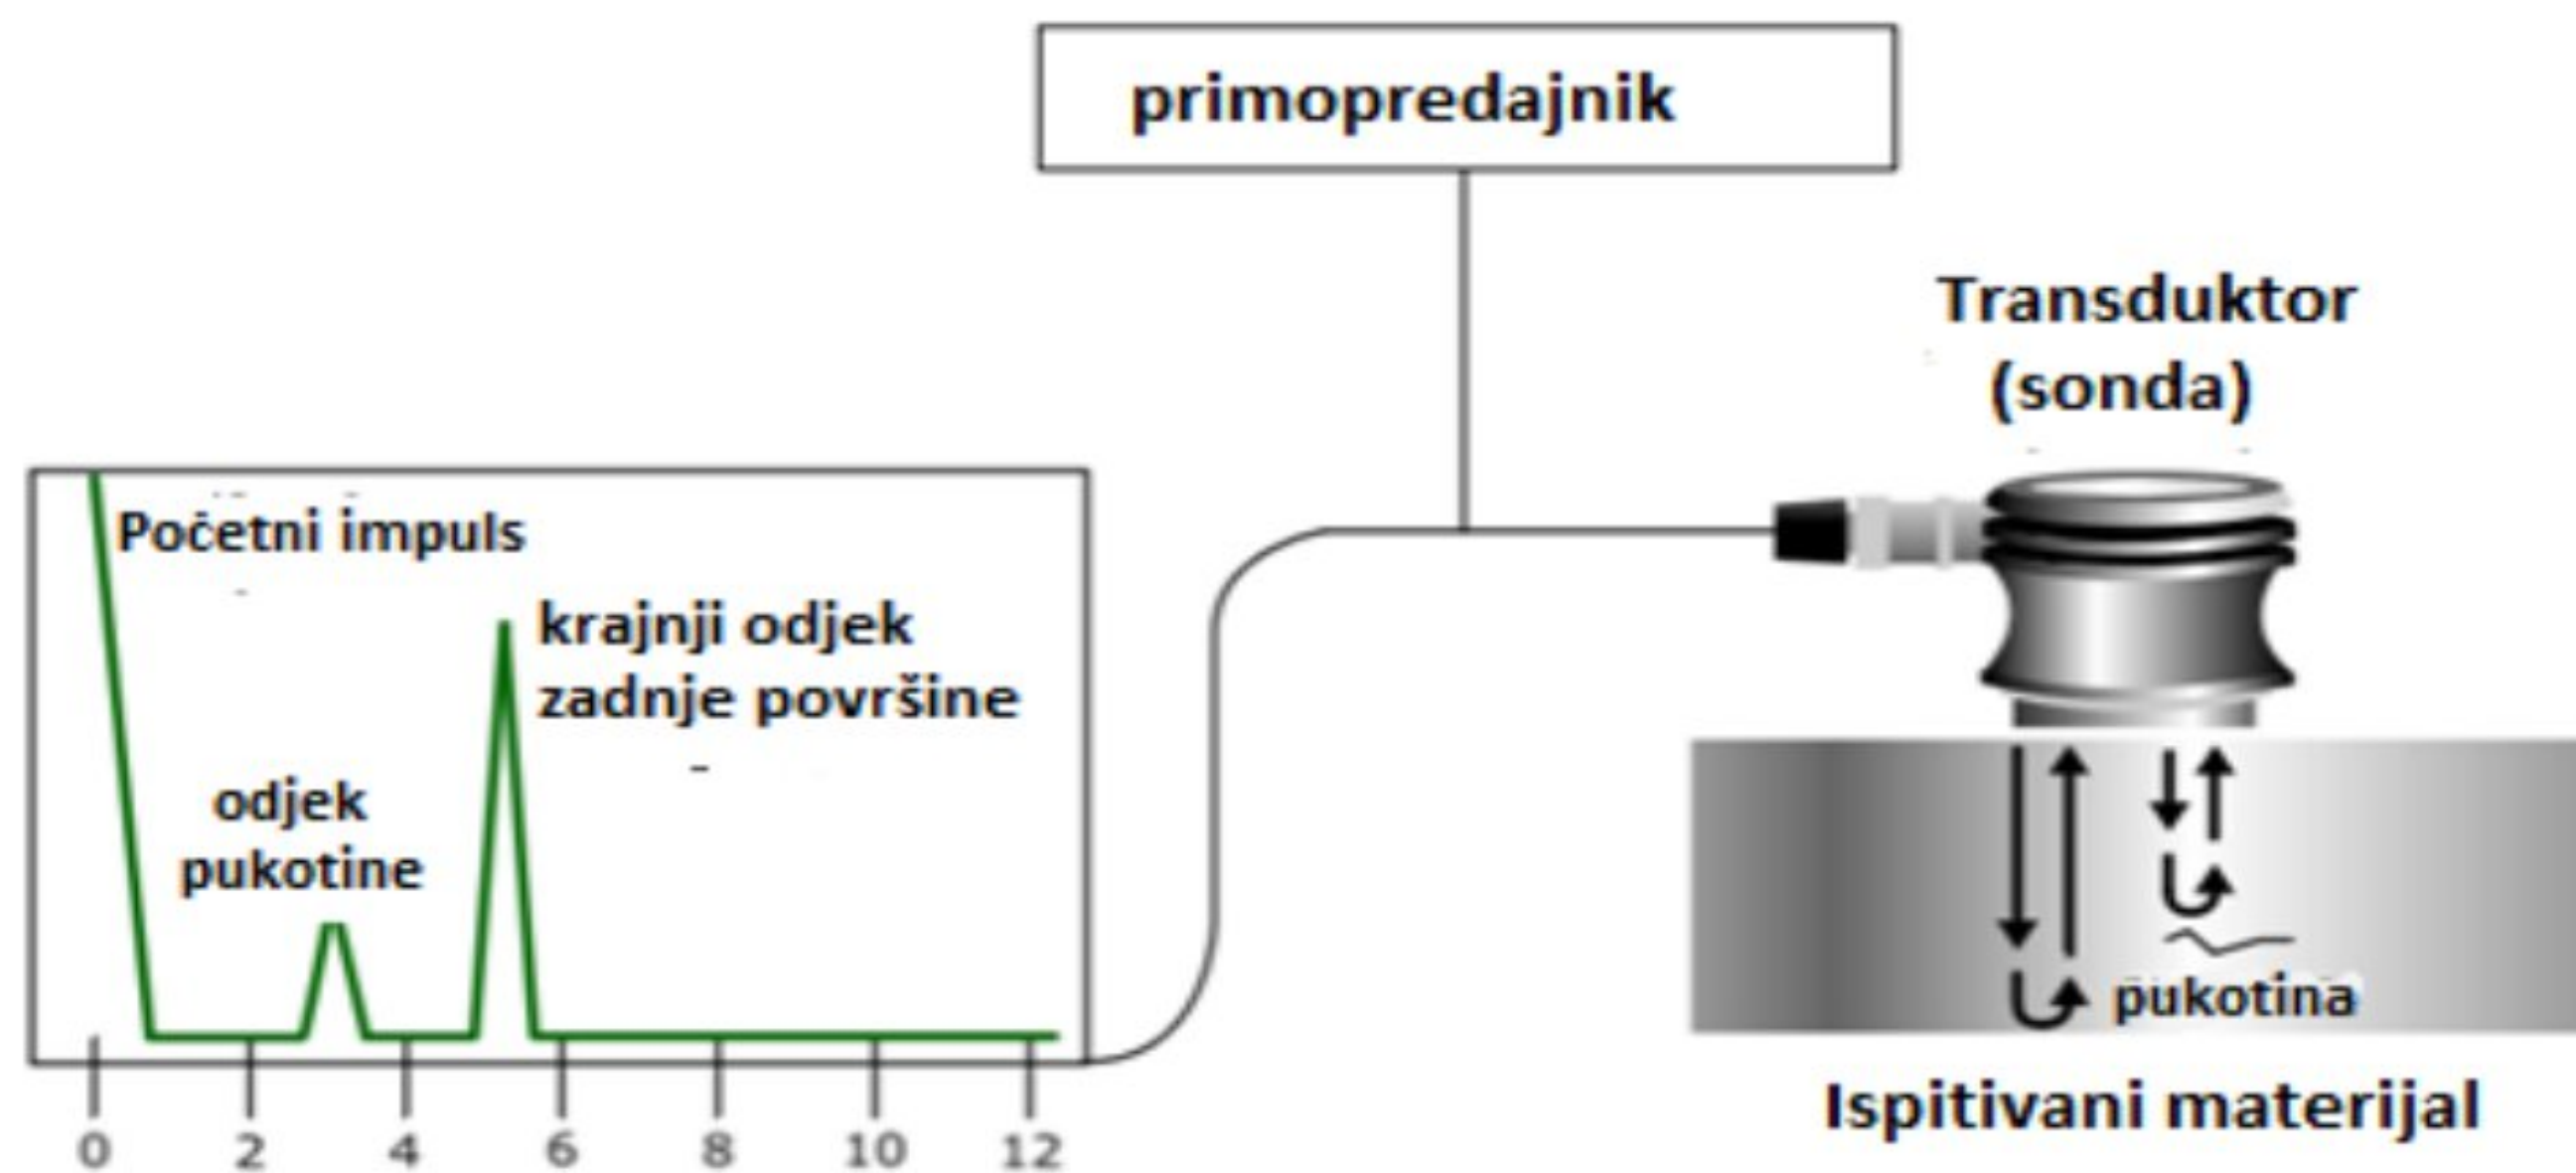 primopredajnik
Transduktor
(sonda)
Početni impuls
krajnji odjek
zadnje površine
odjek
pukotine
pukotina
Ispitivani materijal
0 2 4 6 8 10 12